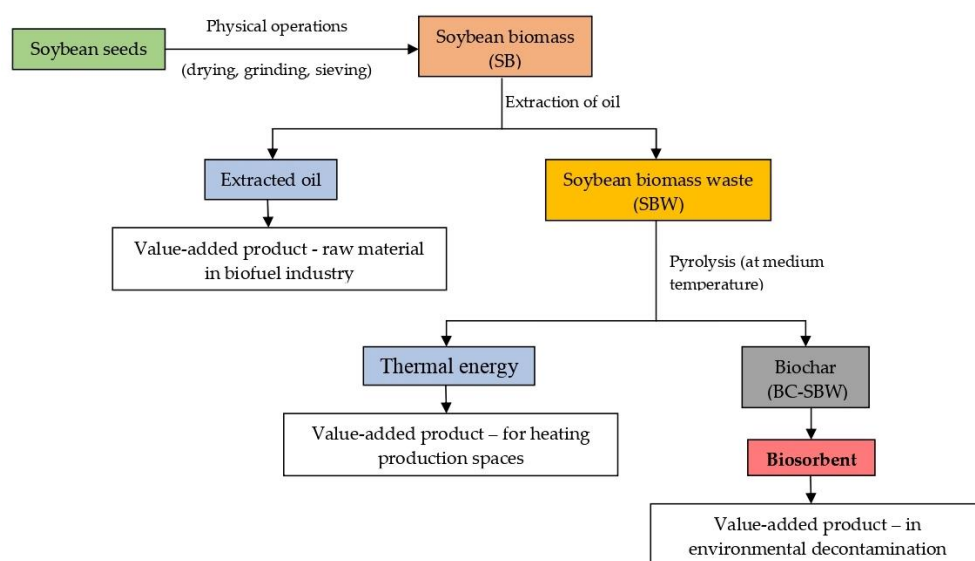 Physical operations
Soybean seeds
(drying, grinding, sieving)
Soybean biomass
(SB)
Extraction of oil
Extracted oil
Soybean biomass waste
(SBW)
Value-added product - raw material
in biofuel industry
Pyrolysis (at medium
temperature)
Thermal energy
Biochar
(BC-SBW)
Value-added product – for heating
production spaces
Biosorbent
Value-added product – in
environmental decontamination